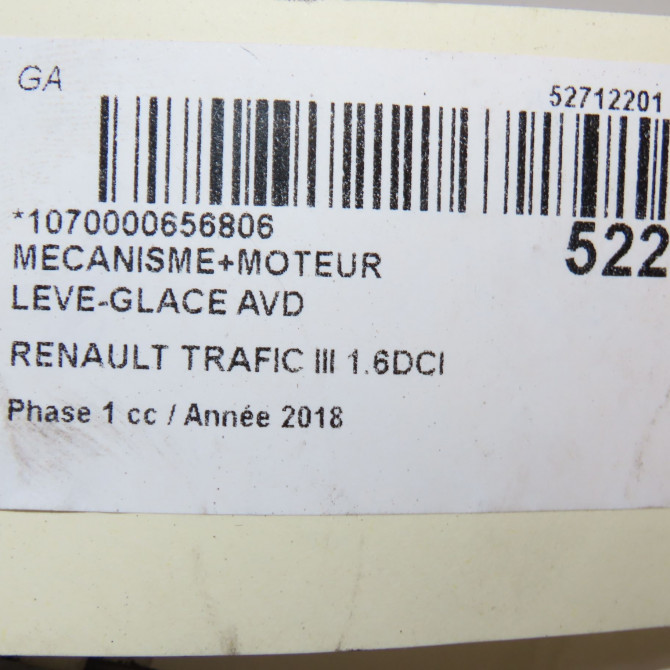 GA
52712201
*1070000656806
522
MECANISME+MOTEUR
LEVE-GLACE AVD
RENAULT TRAFIC III 1.6DCI
Phase 1 cc / Année 2018